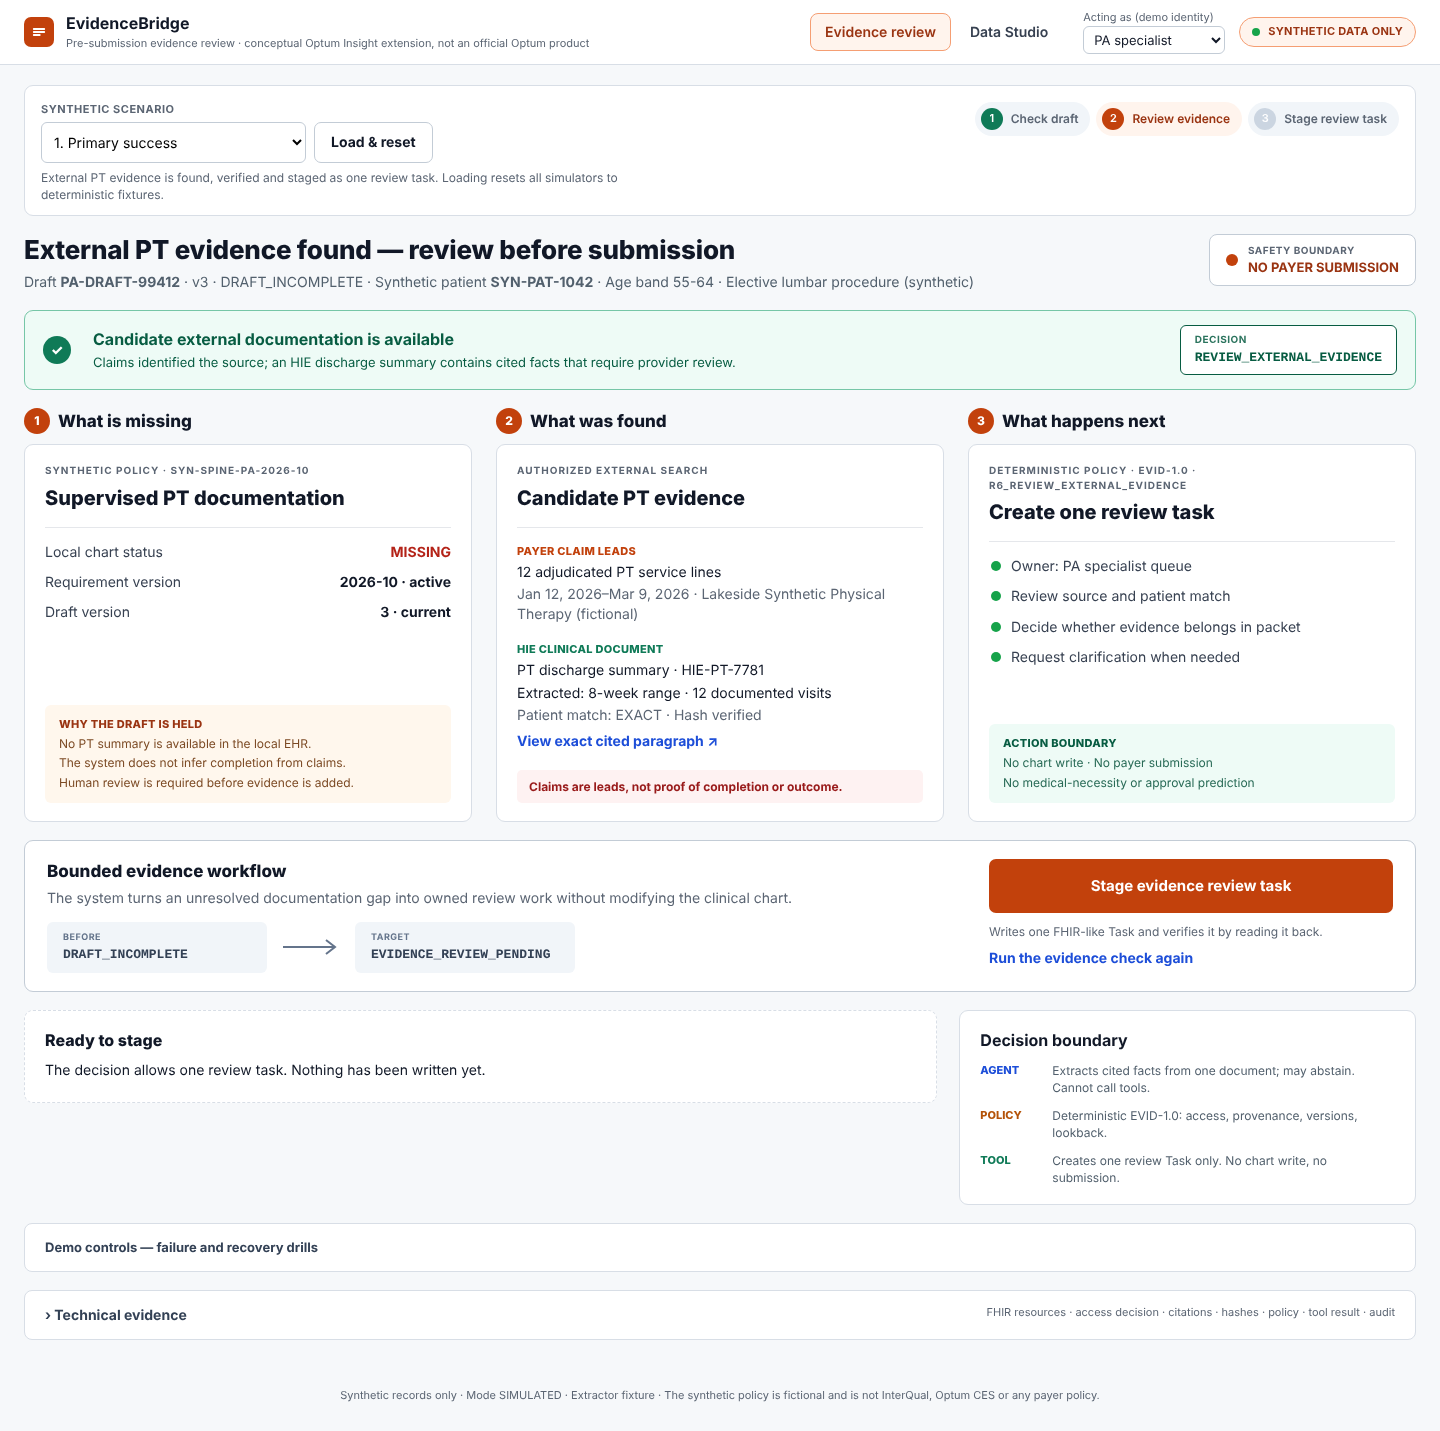 EvidenceBridge
Pre-submission evidence review · conceptual Optum Insight extension, not an official Optum product
Evidence review
Data Studio
Acting as (demo identity)
PA specialist
SYNTHETIC DATA ONLY
SYNTHETIC SCENARIO
1. Primary success
Load & reset
External PT evidence is found, verified and staged as one review task. Loading resets all simulators to
deterministic fixtures.
1 Check draft
2 Review evidence
3 Stage review task
External PT evidence found — review before submission
Draft PA-DRAFT-99412 · v3 · DRAFT_INCOMPLETE · Synthetic patient SYN-PAT-1042 · Age band 55-64 · Elective lumbar procedure (synthetic)
SAFETY BOUNDARY
NO PAYER SUBMISSION
Candidate external documentation is available
Claims identified the source; an HIE discharge summary contains cited facts that require provider review.
DECISION
REVIEW_EXTERNAL_EVIDENCE
1 What is missing
SYNTHETIC POLICY · SYN-SPINE-PA-2026-10
Supervised PT documentation
Local chart status MISSING
Requirement version 2026-10 · active
Draft version 3 · current
WHY THE DRAFT IS HELD
No PT summary is available in the local EHR.
The system does not infer completion from claims.
Human review is required before evidence is added.
2 What was found
AUTHORIZED EXTERNAL SEARCH
Candidate PT evidence
PAYER CLAIM LEADS
12 adjudicated PT service lines
Jan 12, 2026–Mar 9, 2026 · Lakeside Synthetic Physical
Therapy (fictional)
HIE CLINICAL DOCUMENT
PT discharge summary · HIE-PT-7781
Extracted: 8-week range · 12 documented visits
Patient match: EXACT · Hash verified
View exact cited paragraph ↗
Claims are leads, not proof of completion or outcome.
3 What happens next
DETERMINISTIC POLICY · EVID-1.0 ·
R6_REVIEW_EXTERNAL_EVIDENCE
Create one review task
Owner: PA specialist queue
Review source and patient match
Decide whether evidence belongs in packet
Request clarification when needed
ACTION BOUNDARY
No chart write · No payer submission
No medical-necessity or approval prediction
Bounded evidence workflow
The system turns an unresolved documentation gap into owned review work without modifying the clinical chart.
BEFORE
DRAFT_INCOMPLETE
TARGET
EVIDENCE_REVIEW_PENDING
Stage evidence review task
Writes one FHIR-like Task and verifies it by reading it back.
Run the evidence check again
Ready to stage
The decision allows one review task. Nothing has been written yet.
Decision boundary
AGENT Extracts cited facts from one document; may abstain.
Cannot call tools.
POLICY Deterministic EVID-1.0: access, provenance, versions,
lookback.
TOOL Creates one review Task only. No chart write, no
submission.
Demo controls — failure and recovery drills
› Technical evidence
FHIR resources · access decision · citations · hashes · policy · tool result · audit
Synthetic records only · Mode SIMULATED · Extractor fixture · The synthetic policy is fictional and is not InterQual, Optum CES or any payer policy.